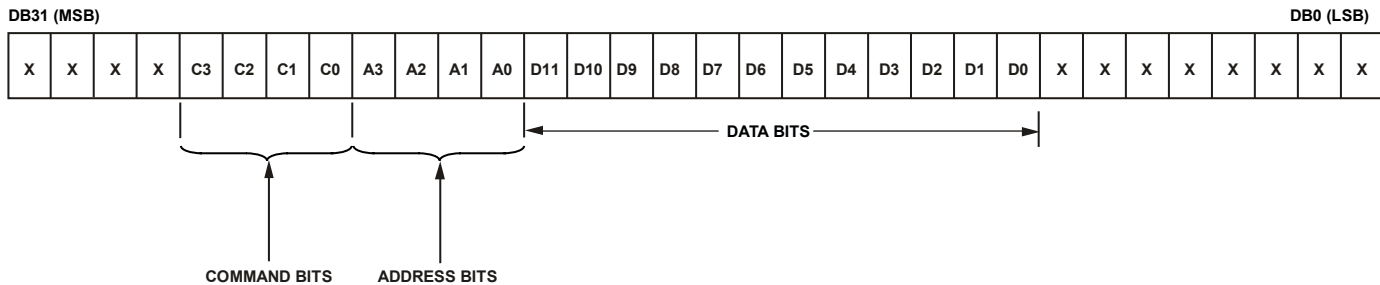 DB31 (MSB) DB0 (LSB)
X X X X C3 C2 C1 C0 A3 A2 A1 A0 D11 D10 D9 D8 D7 D6 D5 D4 D3 D2 D1 D0 X X X X X X X X
DATA BITS
COMMAND BITS ADDRESS BITS